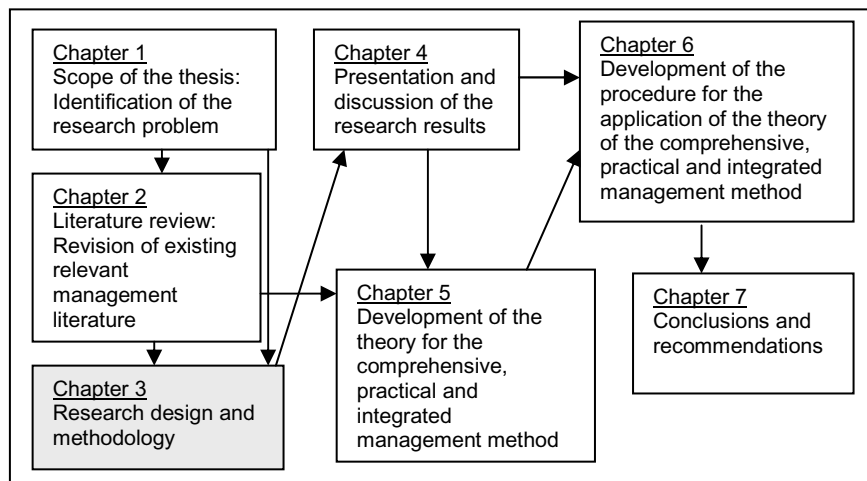 Chapter 1
Scope of the thesis:
Identification of the
research problem
Chapter 2
Literature review:
Revision of existing
relevant
management
literature
Chapter 3
Research design and
methodology
Chapter 4
Presentation and
discussion of the
research results
Chapter 5
Development of the
theory for the
comprehensive,
practical and
integrated
management method
Chapter 6
Development of the
procedure for the
application of the theory
of the comprehensive,
practical and integrated
management method
Chapter 7
Conclusions and
recommendations